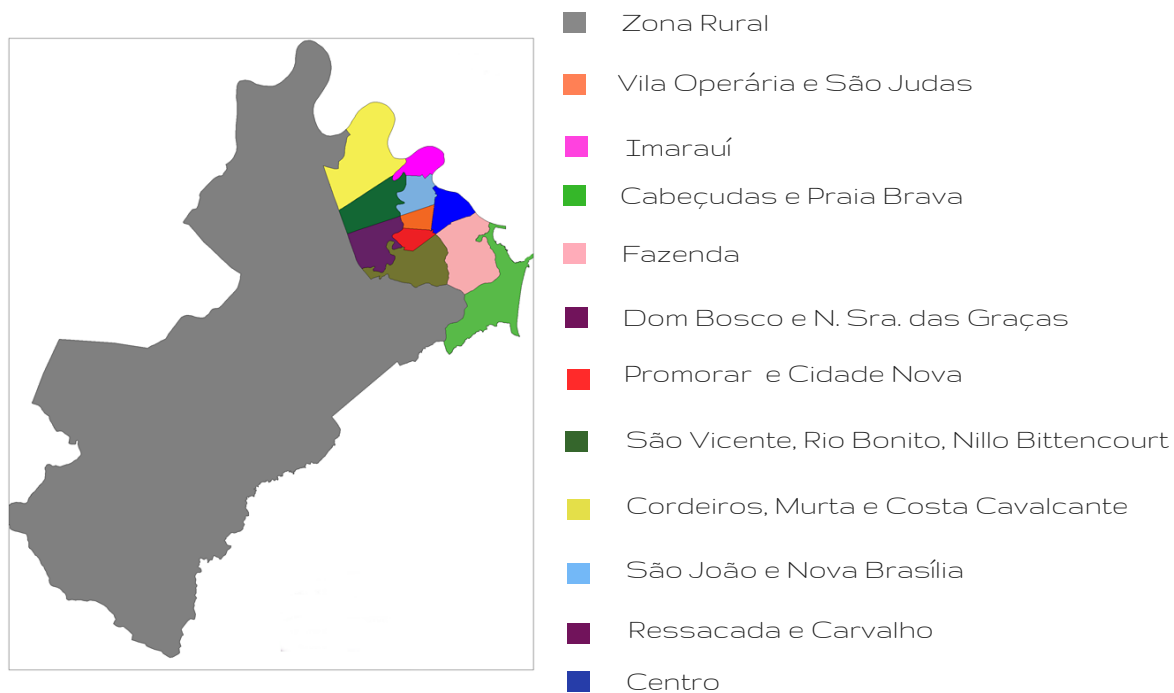 Zona Rural
Vila Operária e São Judas
Imarauí
Cabeçudas e Praia Brava
Fazenda
Dom Bosco e N. Sra. das Graças
Promorar e Cidade Nova
São Vicente, Rio Bonito, Nillo Bittencourt
Cordeiros, Murta e Costa Cavalcante
São João e Nova Brasília
Ressacada e Carvalho
Centro